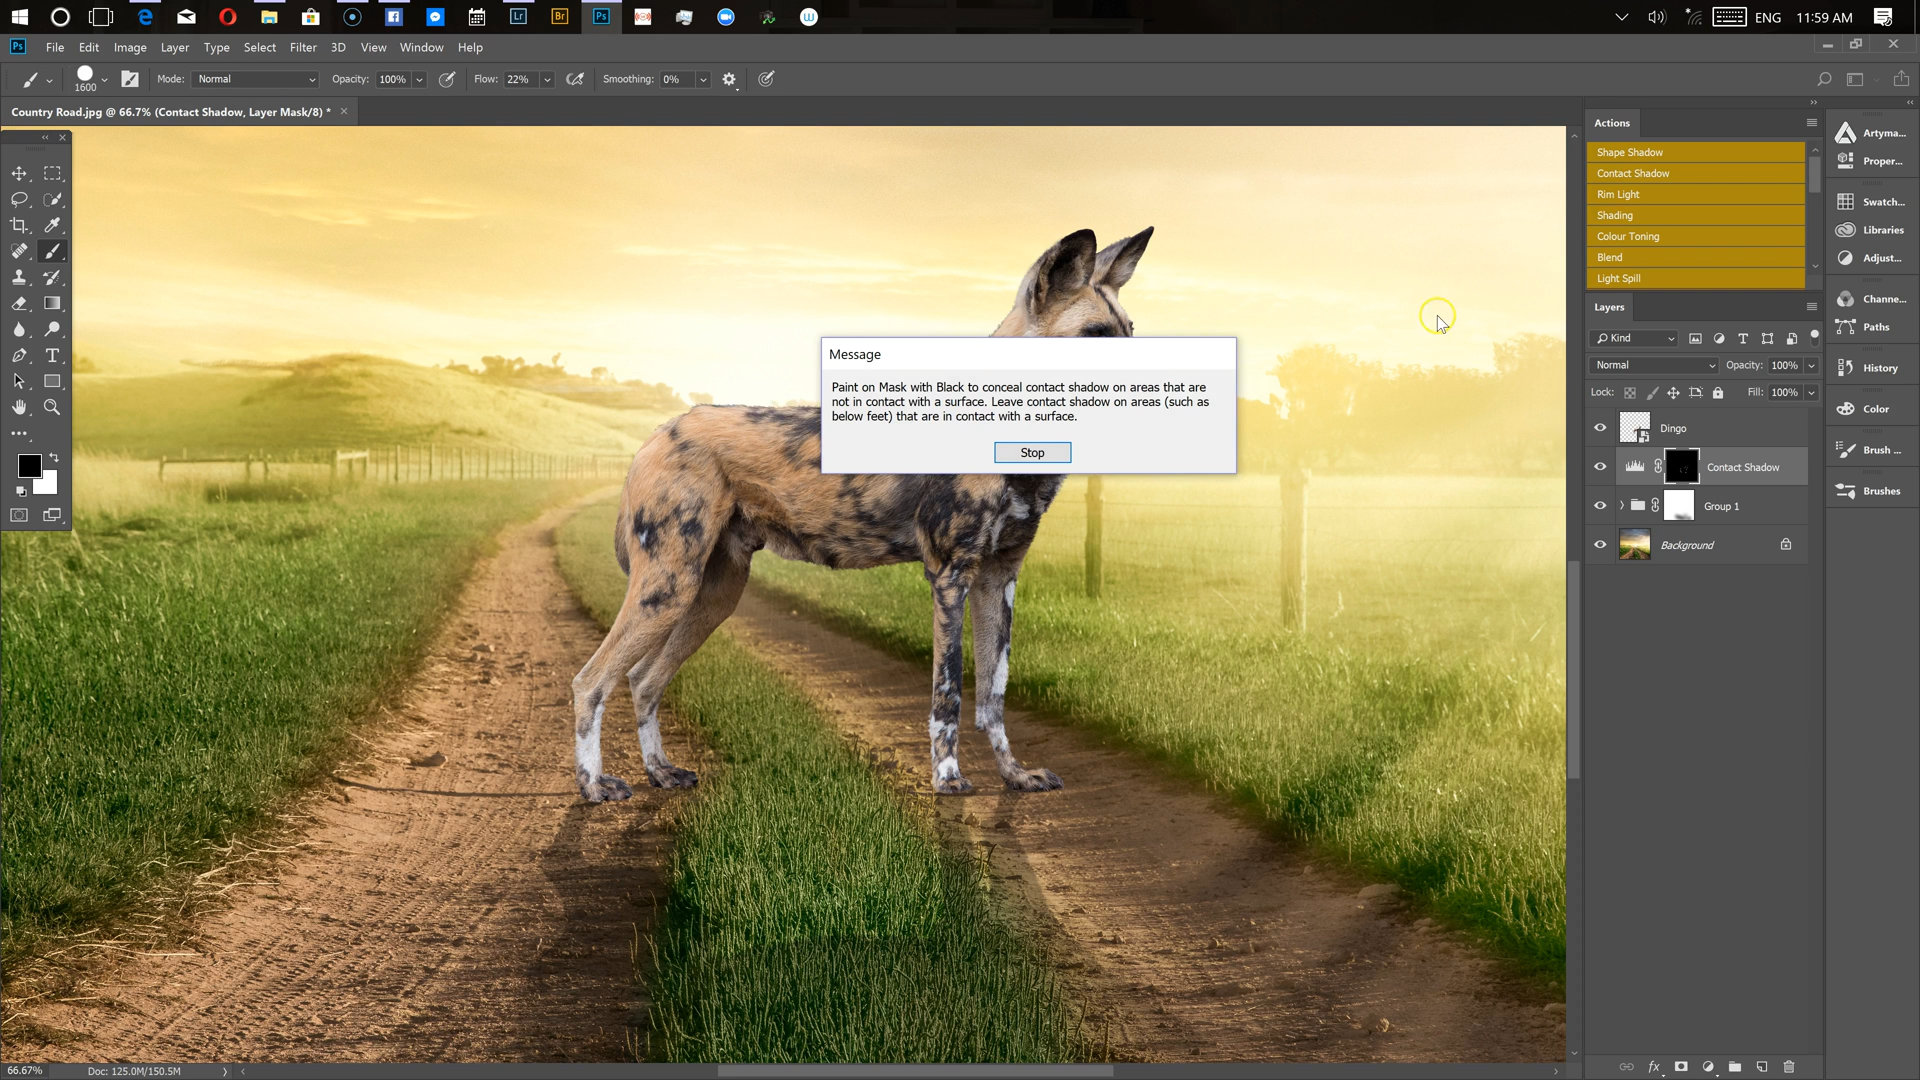 Lr
Br
Ps
ENG
11:59 AM
Ps
File Edit Image Layer Type Select Filter 3D View Window Help
1600
Mode: Normal
Opacity: 100%
Flow: 22%
Smoothing: 0%
Country Road.jpg @ 66.7% (Contact Shadow, Layer Mask/8) *
Message
Paint on Mask with Black to conceal contact shadow on areas that are
not in contact with a surface. Leave contact shadow on areas (such as
below feet) that are in contact with a surface.
Stop
Actions
Shape Shadow
Contact Shadow
Rim Light
Shading
Colour Toning
Blend
Light Spill
Layers
Kind
Normal
Opacity: 100%
Lock:
Fill: 100%
Dingo
Contact Shadow
Group 1
Background
Artyma...
Proper...
Swatch...
Libraries
Adjust...
Channe...
Paths
History
Color
Brush ...
Brushes
66.67%
Doc: 125.0M/150.5M
fx